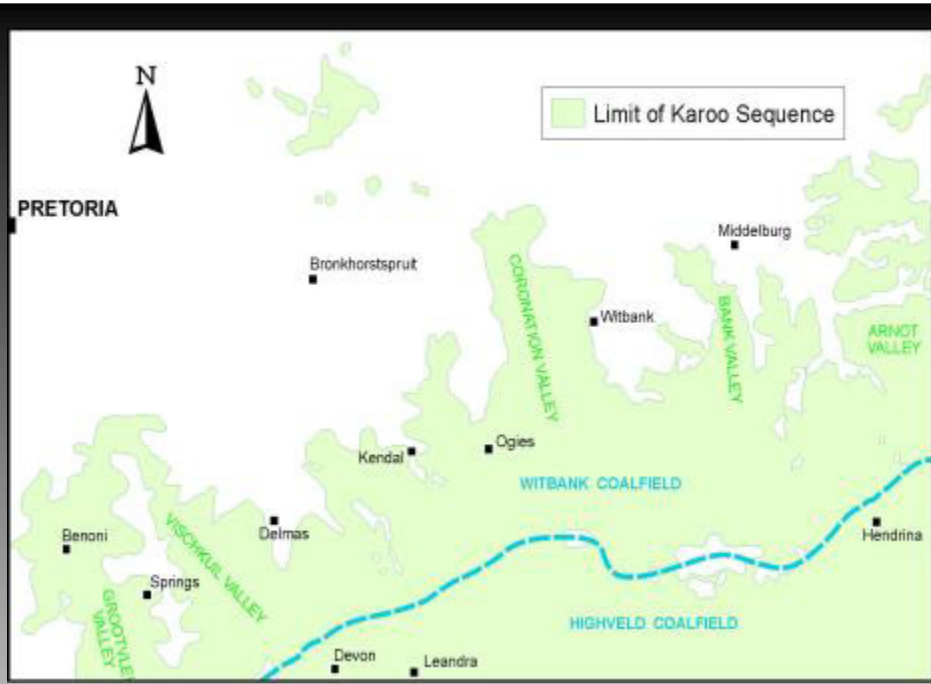 N
Limit of Karoo Sequence
PRETORIA
Middelburg
Bronkhorstspruit
CORONATION VALLEY
Witbank
BANK VALLEY
ARNOT
VALLEY
Kendal
Ogies
WITBANK COALFIELD
Benoni
VISCHKUIL VALLEY
Delmas
Hendrina
Springs
GROOTVLEI
VALLEY
HIGHVELD COALFIELD
Devon
Leandra